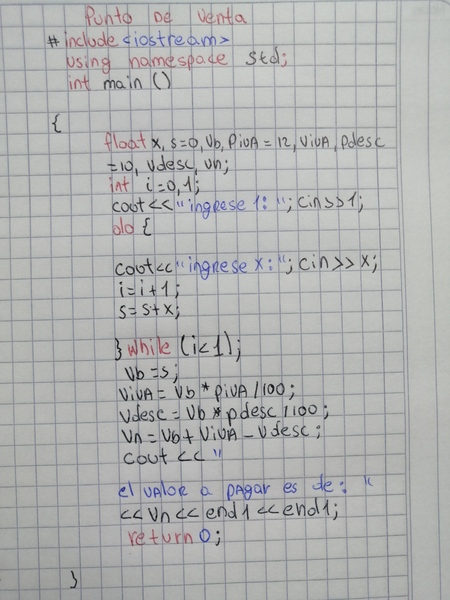 Punto De Venta
#include <iostream>
using namespace std;
int main ()
{
float x, s=0, Vb, PiVA = 12, ViVA, Pdesc
=10, Vdesc, Vn;
int i=0, 1;
cout<<"ingrese 1: "; cin>>1;
do {
cout<<"ingrese x: "; cin>> x;
i=i+1;
s=s+x;
} while (i<1);
Vb =s;
ViVA = Vb * piVA /100;
Vdesc = Vb * pdesc /100;
Vn = Vb + ViVA - Vdesc;
cout << "
el VALOR a PAGAR es de: "
<< Vn << end1 << end1;
return 0;
}